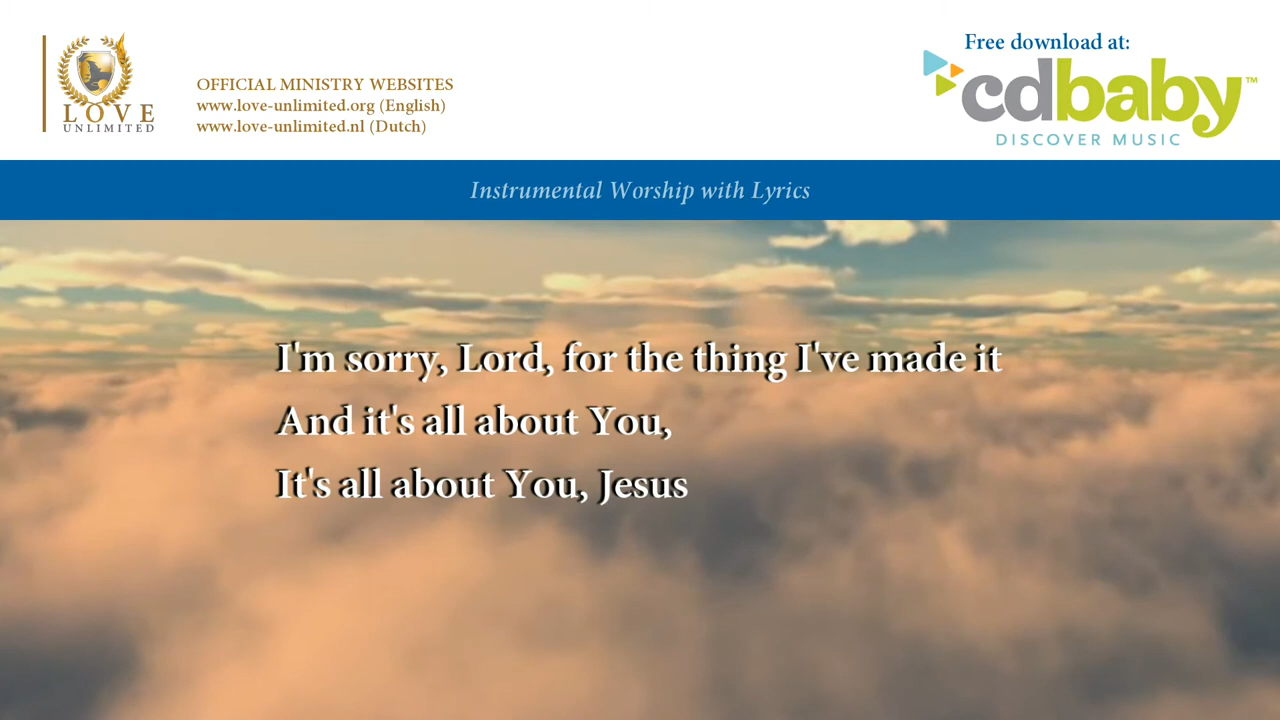 LOVE
UNLIMITED
OFFICIAL MINISTRY WEBSITES
www.love-unlimited.org (English)
www.love-unlimited.nl (Dutch)
Free download at:
cdbaby™
DISCOVER MUSIC
Instrumental Worship with Lyrics
I'm sorry, Lord, for the thing I've made it
And it's all about You,
It's all about You, Jesus